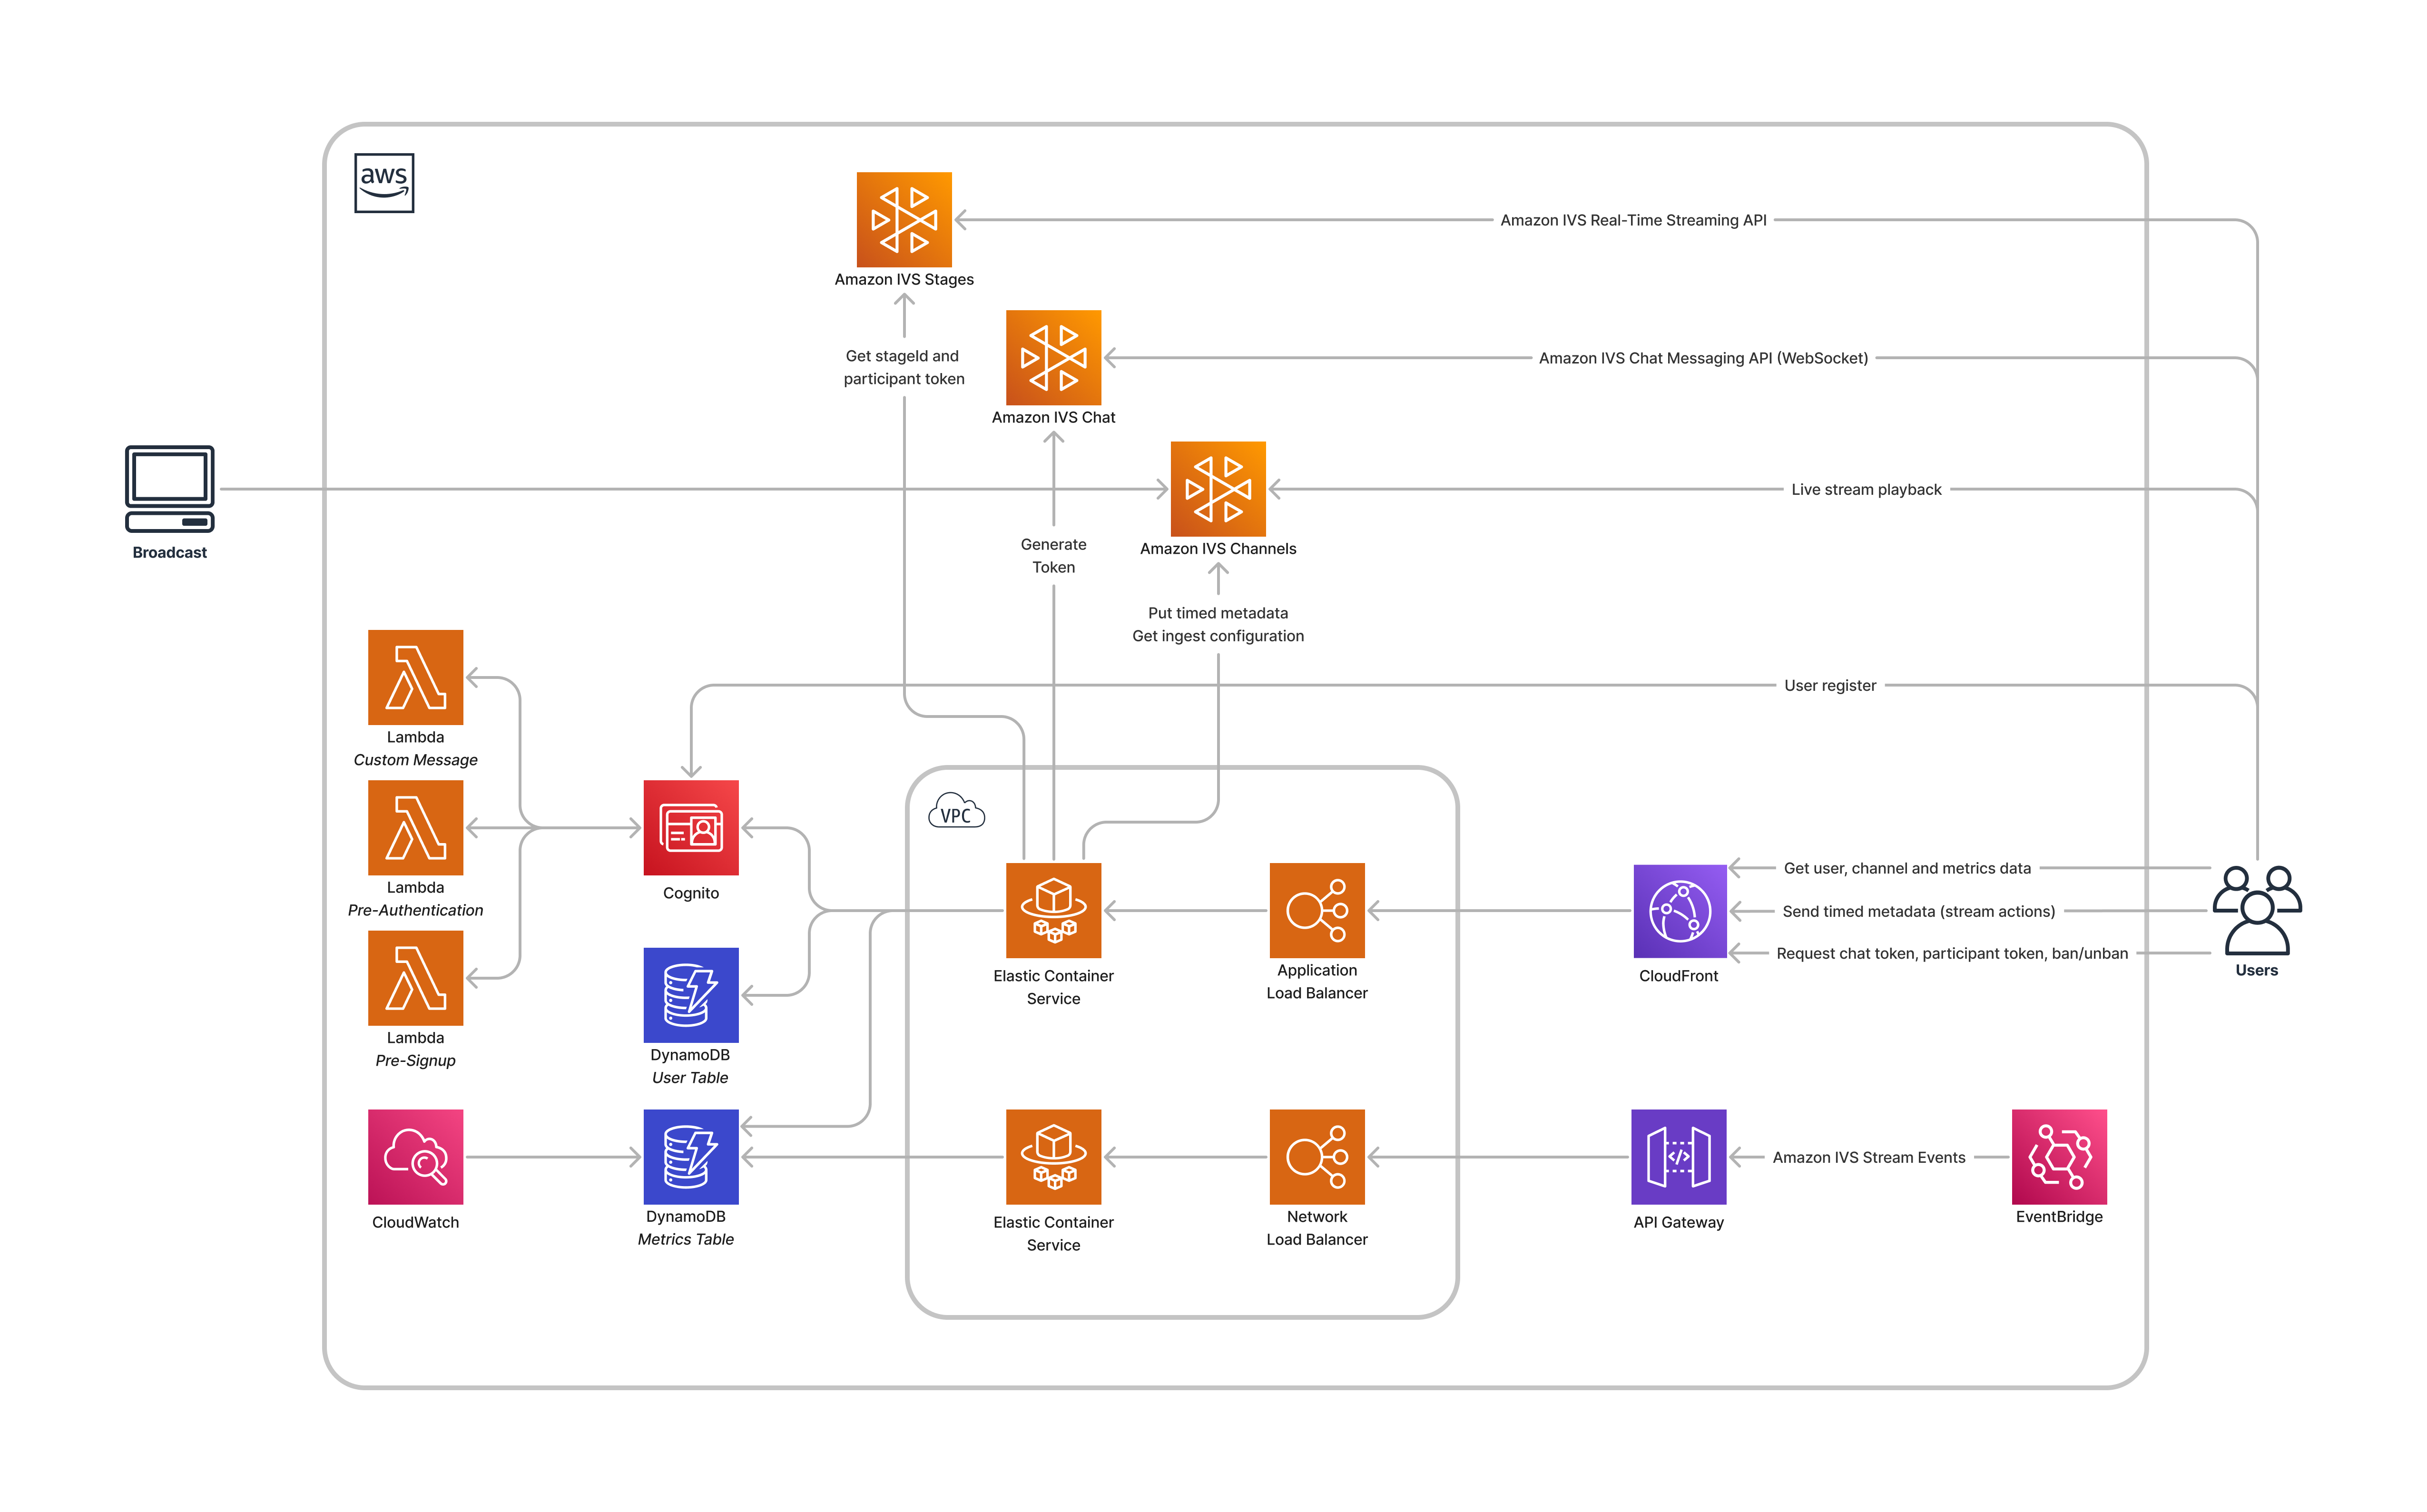 aws
Amazon IVS Stages
Amazon IVS Real-Time Streaming API
Get stageId and
participant token
Amazon IVS Chat
Amazon IVS Chat Messaging API (WebSocket)
Broadcast
Amazon IVS Channels
Live stream playback
Generate
Token
Put timed metadata
Get ingest configuration
User register
Lambda
Custom Message
Lambda
Pre-Authentication
Lambda
Pre-Signup
Cognito
DynamoDB
User Table
VPC
Elastic Container
Service
Application
Load Balancer
CloudFront
Get user, channel and metrics data
Send timed metadata (stream actions)
Request chat token, participant token, ban/unban
Users
CloudWatch
DynamoDB
Metrics Table
Elastic Container
Service
Network
Load Balancer
</>
API Gateway
Amazon IVS Stream Events
EventBridge